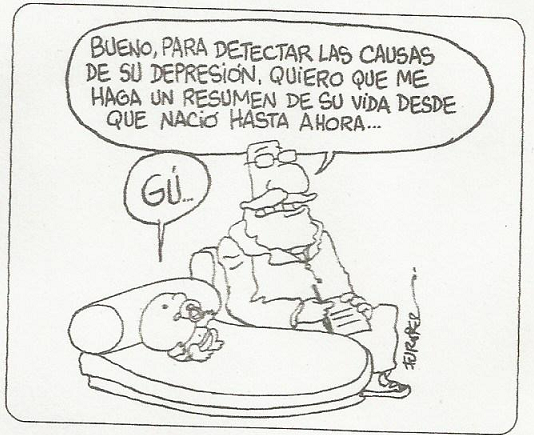 BUENO, PARA DETECTAR LAS CAUSAS
DE SU DEPRESIÓN, QUIERO QUE ME
HAGA UN RESUMEN DE SU VIDA DESDE
QUE NACIÓ HASTA AHORA...
GÚ...